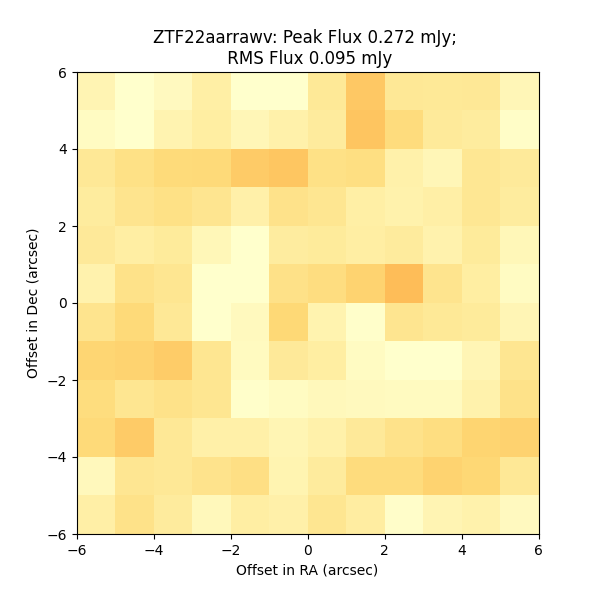 ZTF22aarrawv: Peak Flux 0.272 mJy;
RMS Flux 0.095 mJy
6
4
2
0
−2
−4
−6
Offset in Dec (arcsec)
−6 −4 −2 0 2 4 6
Offset in RA (arcsec)